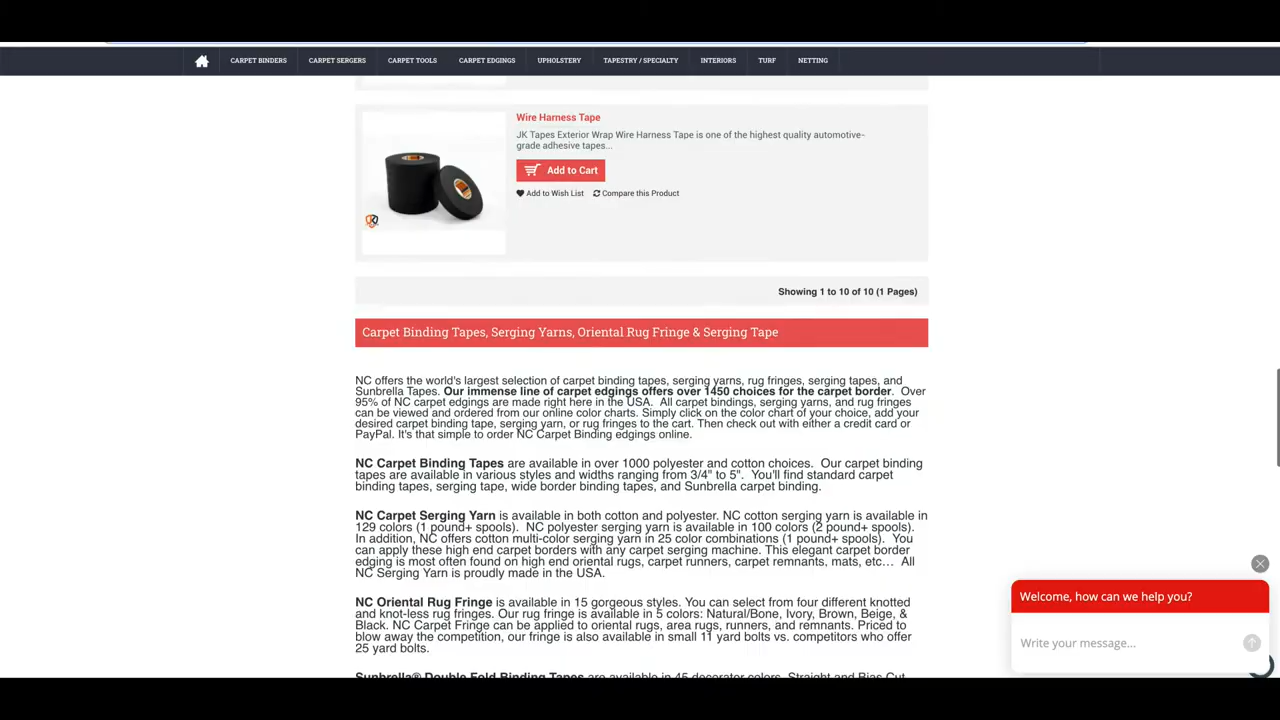 CARPET BINDERS CARPET SERGERS CARPET TOOLS CARPET EDGINGS UPHOLSTERY TAPESTRY / SPECIALTY INTERIORS TURF NETTING
Wire Harness Tape
JK Tapes Exterior Wrap Wire Harness Tape is one of the highest quality automotive-
grade adhesive tapes...
Add to Cart
Add to Wish List Compare this Product
Showing 1 to 10 of 10 (1 Pages)
Carpet Binding Tapes, Serging Yarns, Oriental Rug Fringe & Serging Tape
NC offers the world's largest selection of carpet binding tapes, serging yarns, rug fringes, serging tapes, and
Sunbrella Tapes. Our immense line of carpet edgings offers over 1450 choices for the carpet border. Over
95% of NC carpet edgings are made right here in the USA. All carpet bindings, serging yarns, and rug fringes
can be viewed and ordered from our online color charts. Simply click on the color chart of your choice, add your
desired carpet binding tape, serging yarn, or rug fringes to the cart. Then check out with either a credit card or
PayPal. It's that simple to order NC Carpet Binding edgings online.
NC Carpet Binding Tapes are available in over 1000 polyester and cotton choices. Our carpet binding
tapes are available in various styles and widths ranging from 3/4" to 5". You'll find standard carpet
binding tapes, serging tape, wide border binding tapes, and Sunbrella carpet binding.
NC Carpet Serging Yarn is available in both cotton and polyester. NC cotton serging yarn is available in
129 colors (1 pound+ spools). NC polyester serging yarn is available in 100 colors (2 pound+ spools).
In addition, NC offers cotton multi-color serging yarn in 25 color combinations (1 pound+ spools). You
can apply these high end carpet borders with any carpet serging machine. This elegant carpet border
edging is most often found on high end oriental rugs, carpet runners, carpet remnants, mats, etc… All
NC Serging Yarn is proudly made in the USA.
NC Oriental Rug Fringe is available in 15 gorgeous styles. You can select from four different knotted
and knot-less rug fringes. Our rug fringe is available in 5 colors: Natural/Bone, Ivory, Brown, Beige, &
Black. NC Carpet Fringe can be applied to oriental rugs, area rugs, runners, and remnants. Priced to
blow away the competition, our fringe is also available in small 11 yard bolts vs. competitors who offer
25 yard bolts.
Sunbrella® Double Fold Binding Tapes are available in 45 decorator colors. Straight and Bias Cut
Welcome, how can we help you?
Write your message...